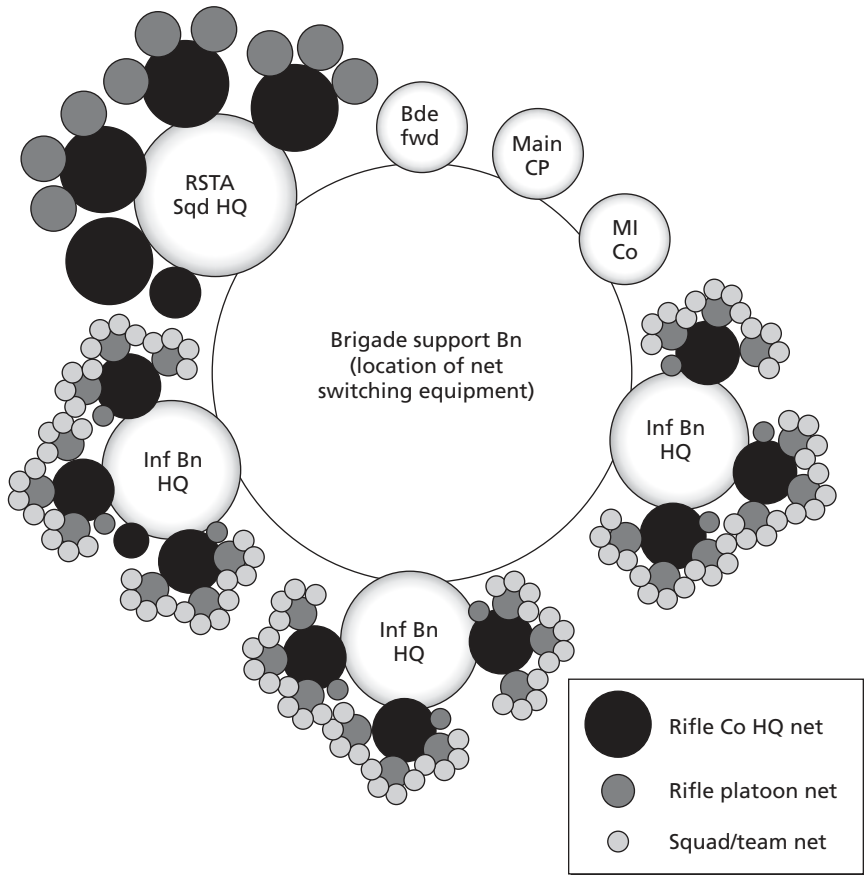 Bde
fwd
Main
CP
MI
Co
RSTA
Sqd HQ
Brigade support Bn
(location of net
switching equipment)
Inf Bn
HQ
Inf Bn
HQ
Inf Bn
HQ
Rifle Co HQ net
Rifle platoon net
Squad/team net